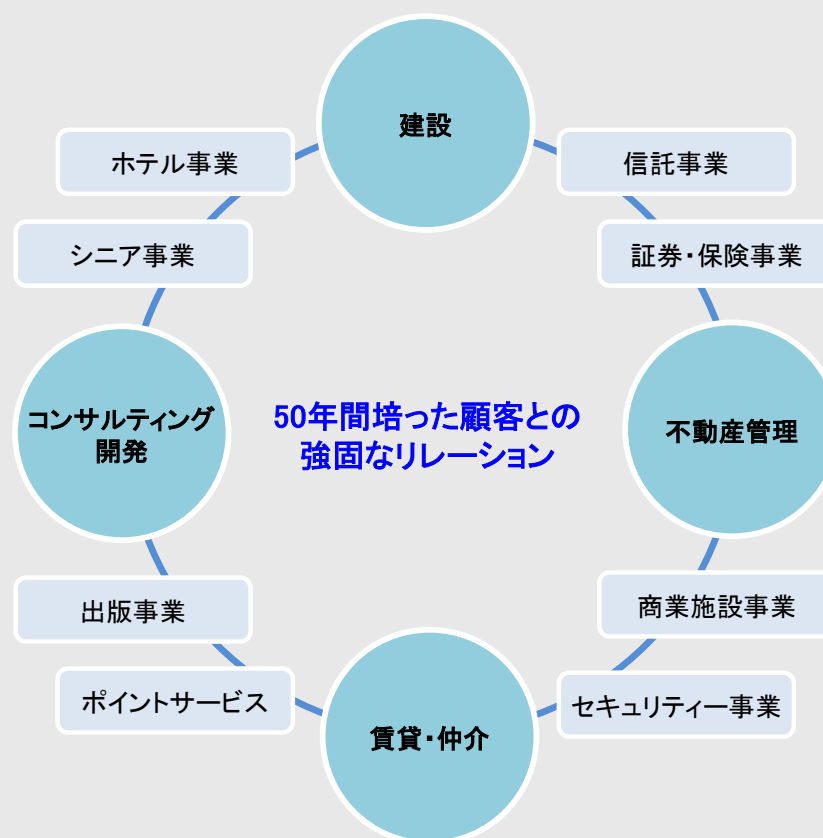 建設
ホテル事業
信託事業
シニア事業
証券・保険事業
コンサルティング
開発
50年間培った顧客との
強固なリレーション
不動産管理
出版事業
商業施設事業
ポイントサービス
セキュリティー事業
賃貸・仲介